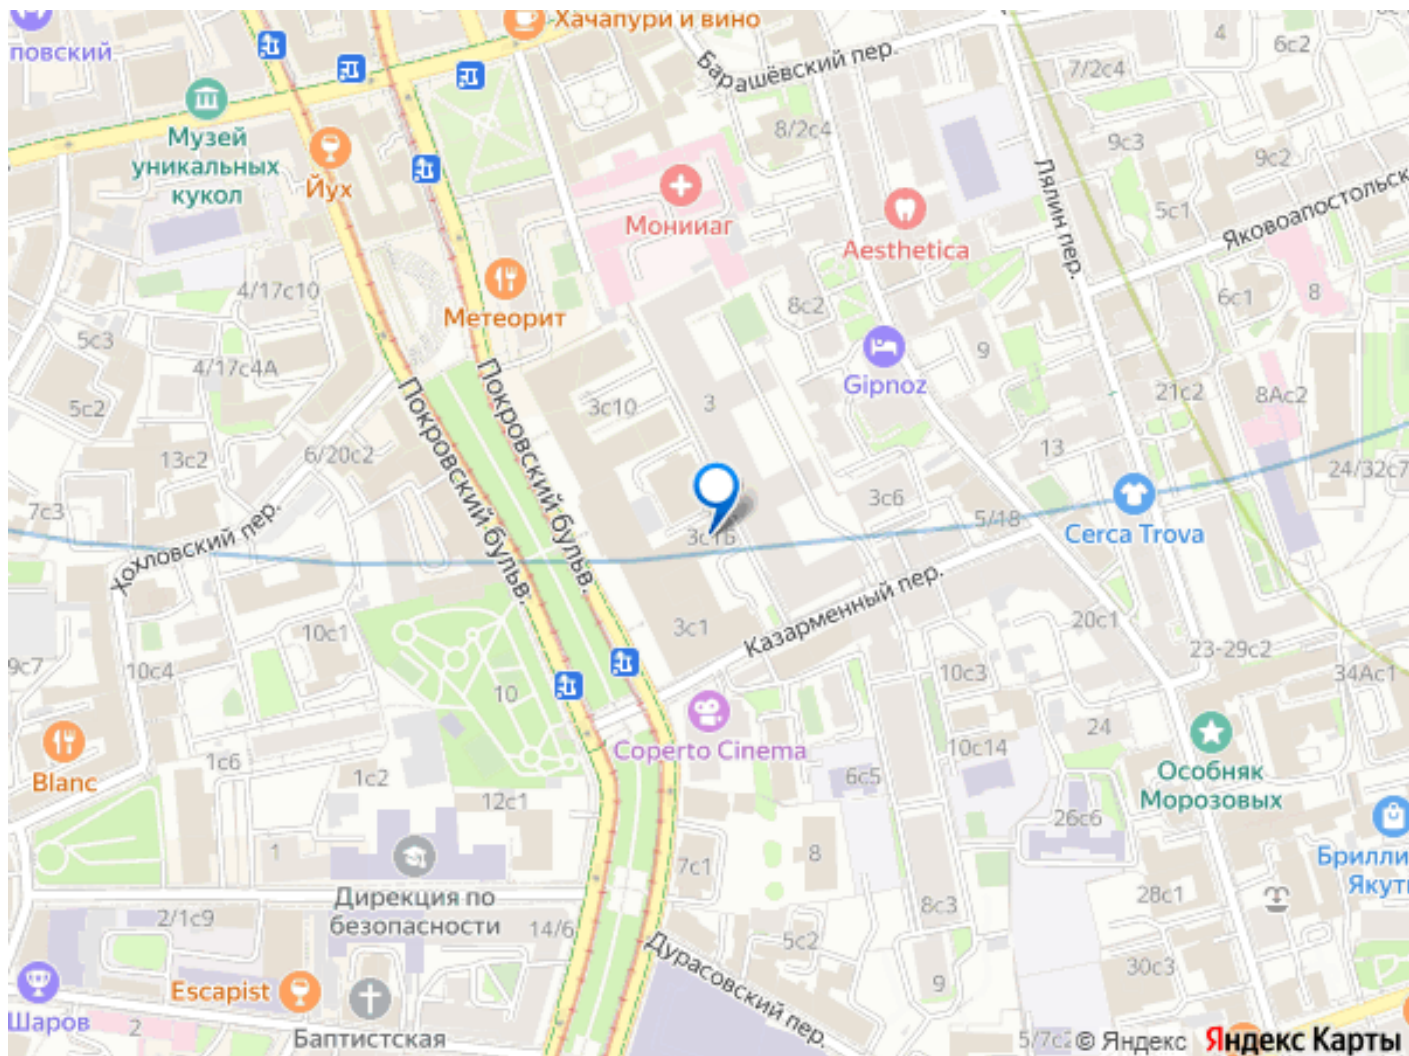 Хачапури и вино
повский
Барашёвский пер.
4
6с2
7/2с4
Музей
уникальных
кукол
Йух
8/2с4
9с3
9с2
Монииаг
Aesthetica
Лялин пер.
5с1
Яковоапостольск
4/17с10
Метеорит
8с2
6с1
8
5с3
4/17с4А
Gipnoz
9
21с2
8Ас2
5с2
Покровский бульв.
Покровский бульв.
3с10
3
13с2
6/20с2
13
24/32с7
7с3
Хохловский пер.
3с6
5/18
Cerca Trova
3с16
Казарменный пер.
10с1
3с1
20с1
9с7
10с4
23-29с2
10
10с3
34Ас1
Blanc
1с6
1с2
Coperto Cinema
10с14
24
6с5
Особняк
Морозовых
12с1
26с6
1
7с1
8
Брилли
Якут
Дирекция по
безопасности
2/1с9
14/6
8с3
28с1
Дурасовский пер.
5с2
30с3
Escapist
9
Шаров
2
Баптистская
5/7с2
© Яндекс
Яндекс Карты